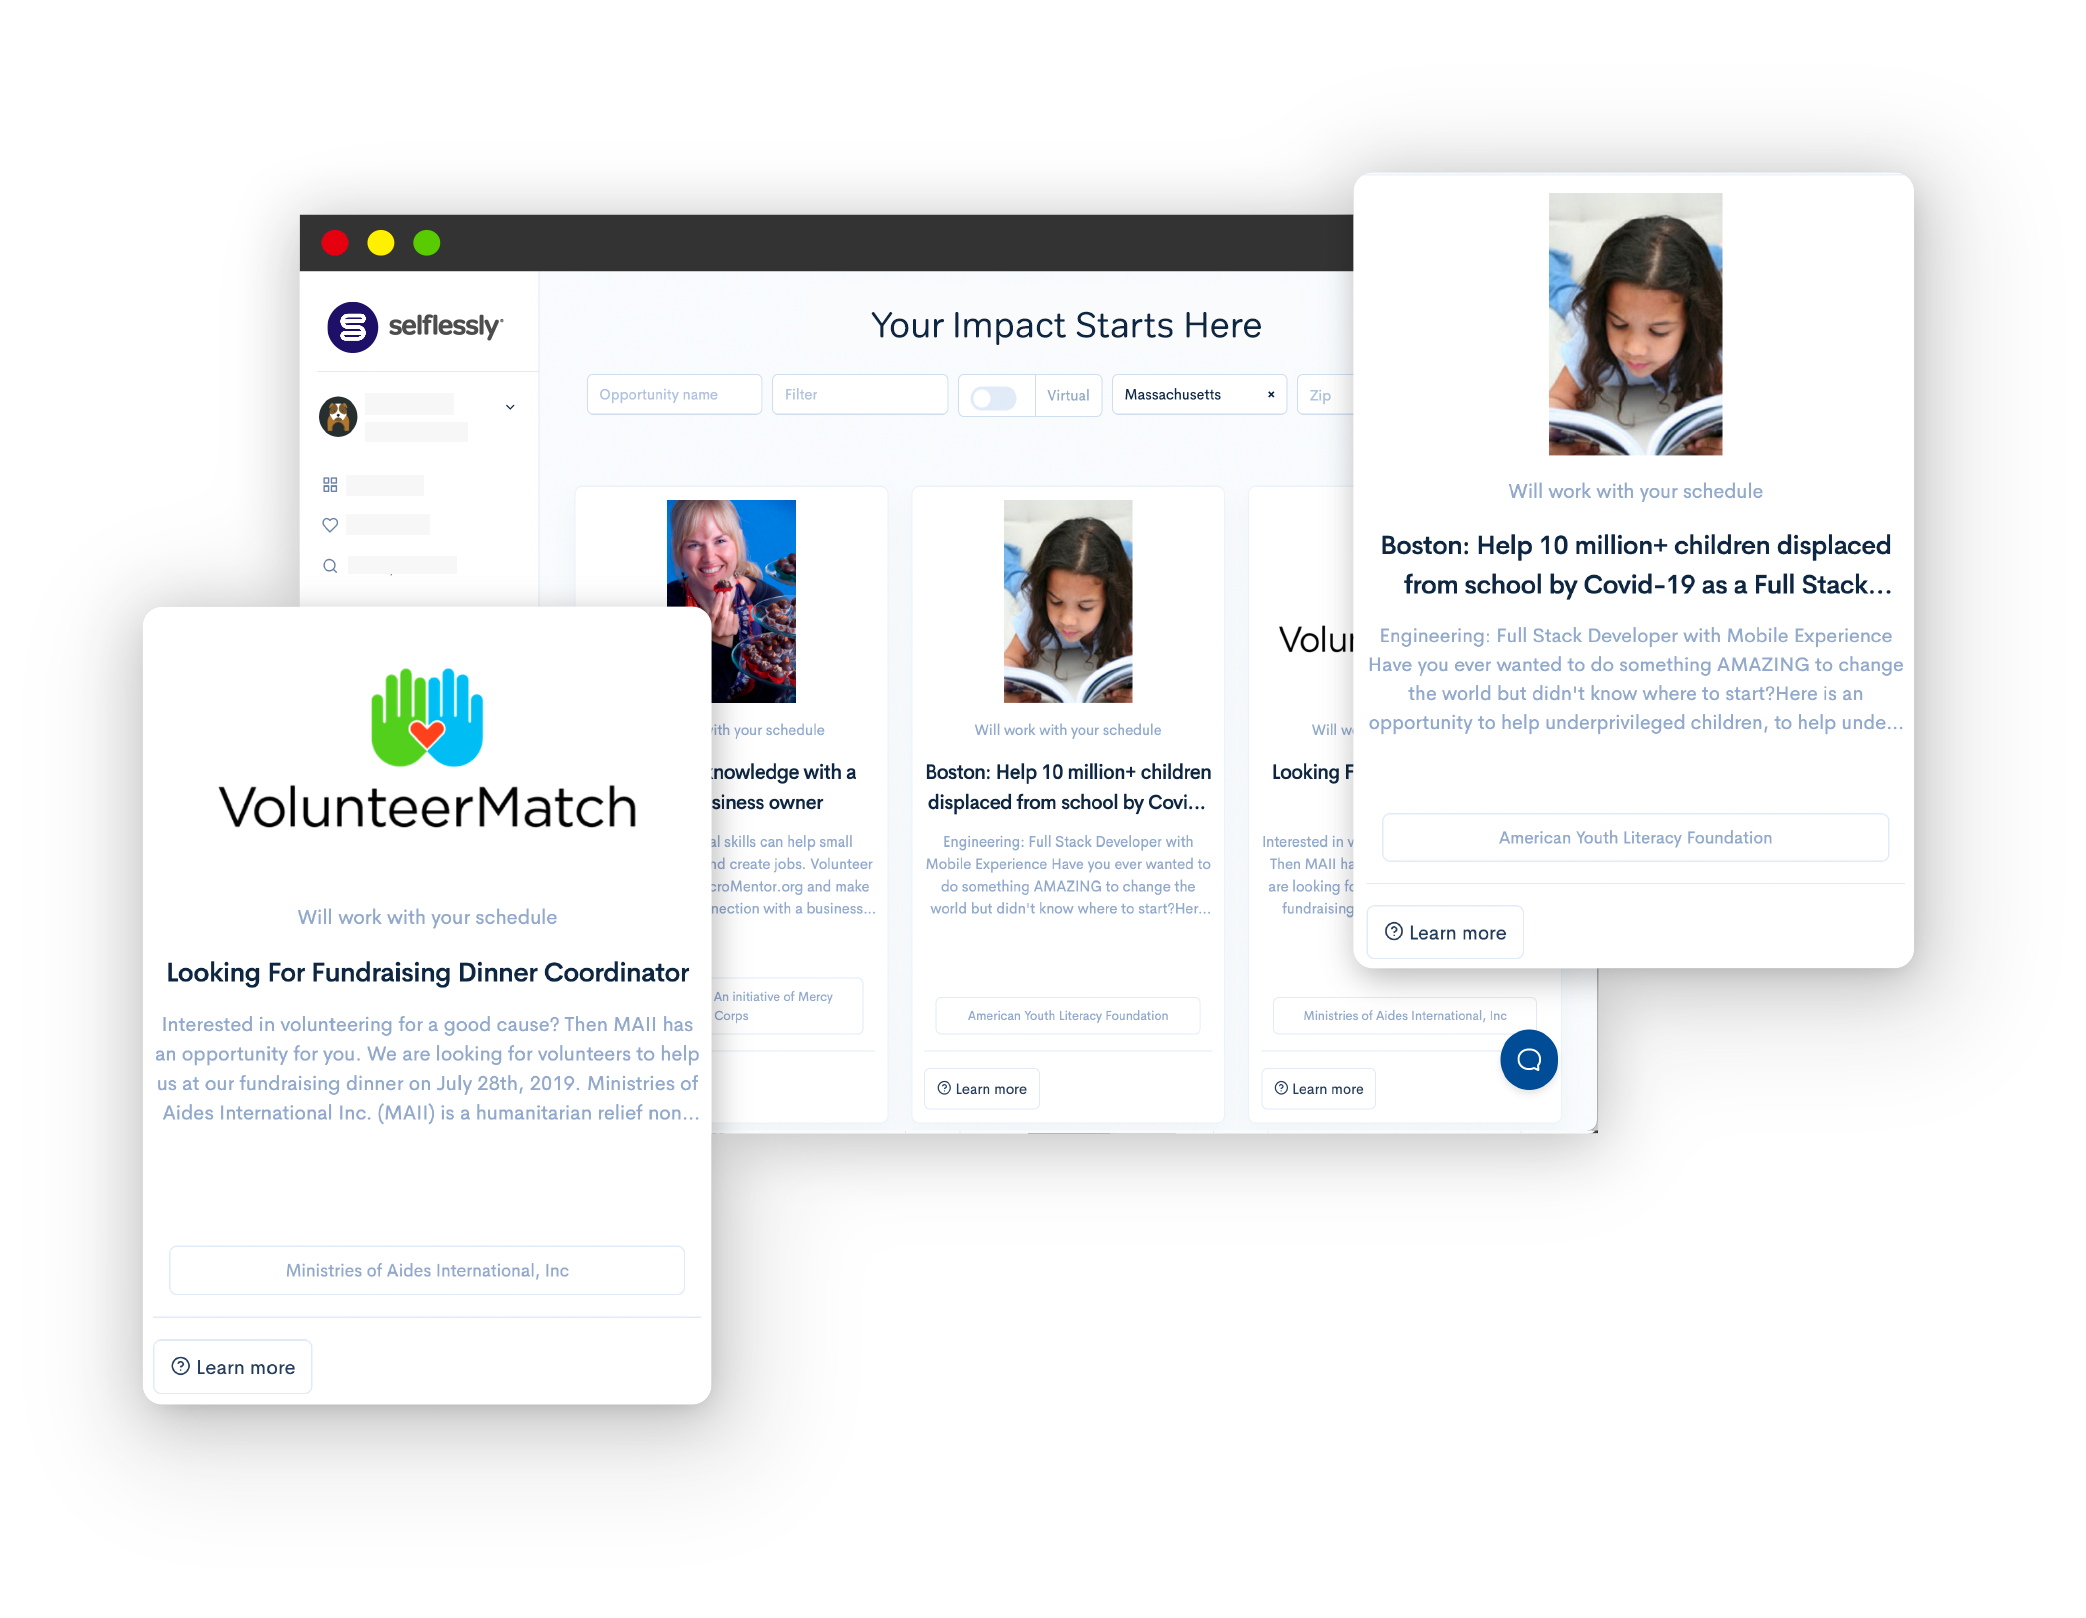 selflessly
Your Impact Starts Here
Opportunity name
Filter
Virtual
Massachusetts ×
Zip
with your schedule
knowledge with a
siness owner
skills can help small
create jobs. Volunteer
croMentor.org and make
nection with a business...
An initiative of Mercy
Corps
Will work with your schedule
Boston: Help 10 million+ children
displaced from school by Covi...
Engineering: Full Stack Developer with
Mobile Experience Have you ever wanted to
do something AMAZING to change the
world but didn't know where to start?Her...
American Youth Literacy Foundation
Learn more
Volu
Will w
Looking F
Interested in v
Then MAII ha
are looking fo
fundraising
Ministries of Aides International, Inc
Learn more
VolunteerMatch
Will work with your schedule
Looking For Fundraising Dinner Coordinator
Interested in volunteering for a good cause? Then MAII has
an opportunity for you. We are looking for volunteers to help
us at our fundraising dinner on July 28th, 2019. Ministries of
Aides International Inc. (MAII) is a humanitarian relief non...
Ministries of Aides International, Inc
Learn more
Will work with your schedule
Boston: Help 10 million+ children displaced
from school by Covid-19 as a Full Stack...
Engineering: Full Stack Developer with Mobile Experience
Have you ever wanted to do something AMAZING to change
the world but didn't know where to start?Here is an
opportunity to help underprivileged children, to help unde...
American Youth Literacy Foundation
Learn more